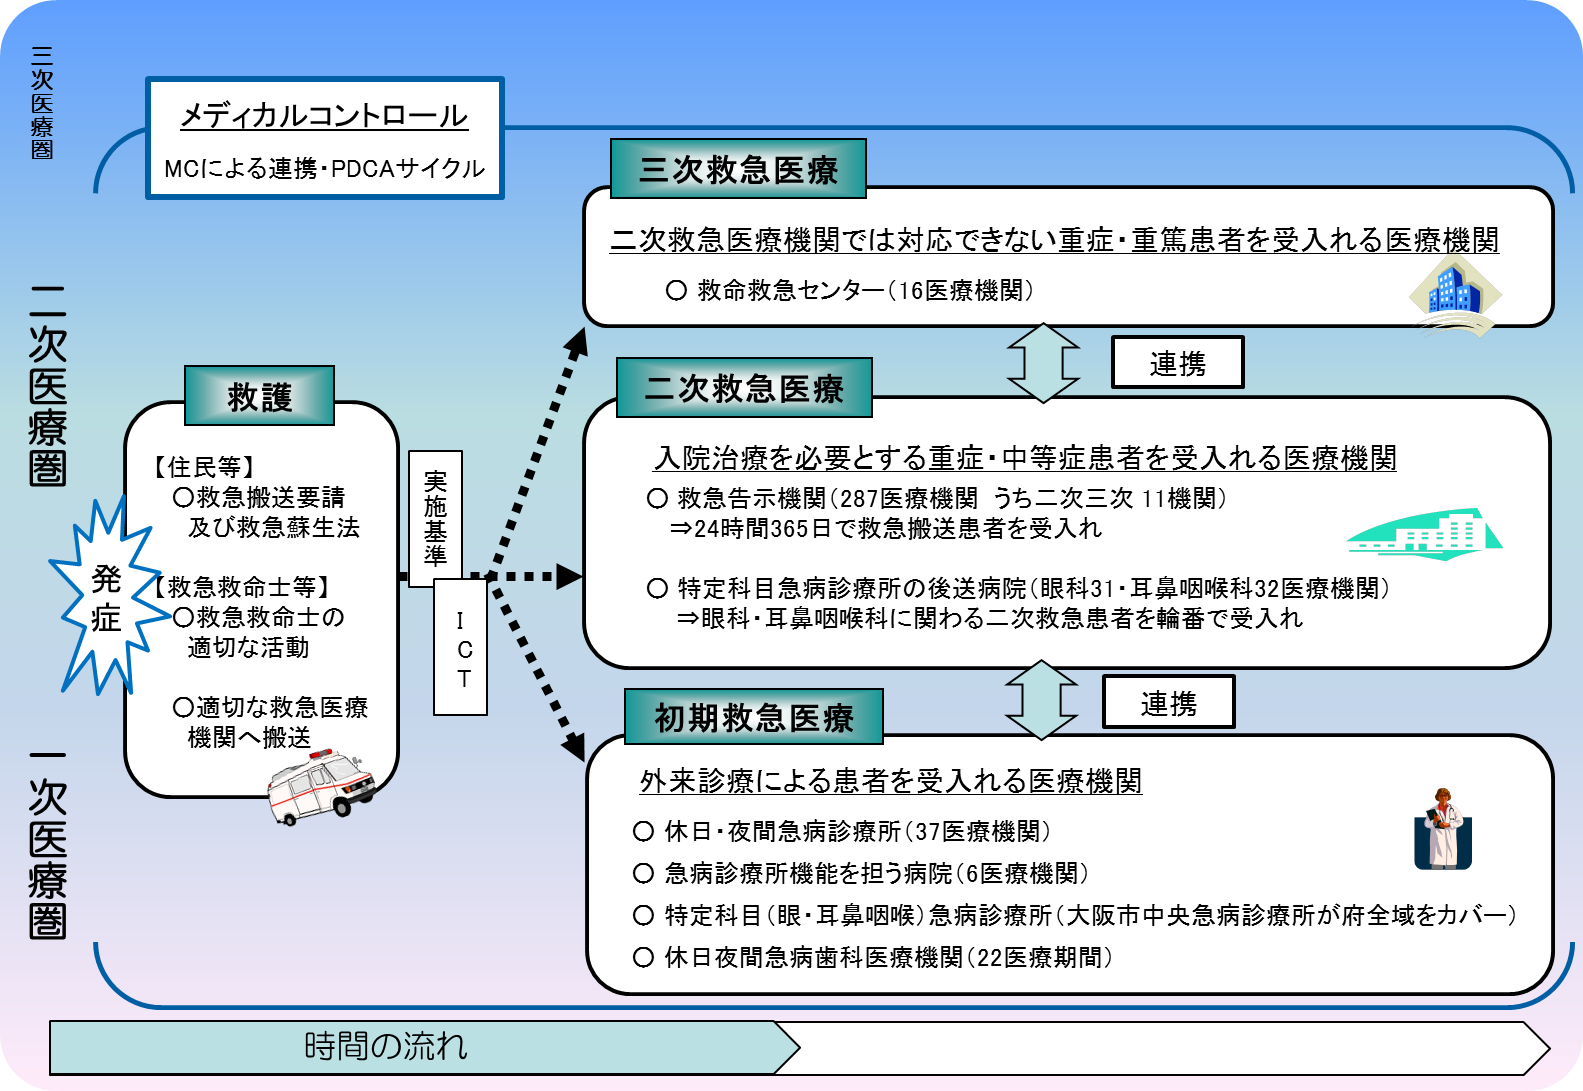 三次医療圏
メディカルコントロール
MCによる連携・PDCAサイクル
三次救急医療
二次救急医療機関では対応できない重症・重篤患者を受入れる医療機関
○ 救命救急センター（16医療機関）
連携
二次医療圏
救護
【住民等】
○救急搬送要請
及び救急蘇生法
【救急救命士等】
○救急救命士の
適切な活動
○適切な救急医療
機関へ搬送
発症
実施基準
ICT
二次救急医療
入院治療を必要とする重症・中等症患者を受入れる医療機関
○ 救急告示機関（287医療機関　うち二次三次 11機関）
⇒24時間365日で救急搬送患者を受入れ
○ 特定科目急病診療所の後送病院（眼科31・耳鼻咽喉科32医療機関）
⇒眼科・耳鼻咽喉科に関わる二次救急患者を輪番で受入れ
連携
一次医療圏
初期救急医療
外来診療による患者を受入れる医療機関
○ 休日・夜間急病診療所（37医療機関）
○ 急病診療所機能を担う病院（6医療機関）
○ 特定科目（眼・耳鼻咽喉）急病診療所（大阪市中央急病診療所が府全域をカバー）
○ 休日夜間急病歯科医療機関（22医療期間）
時間の流れ